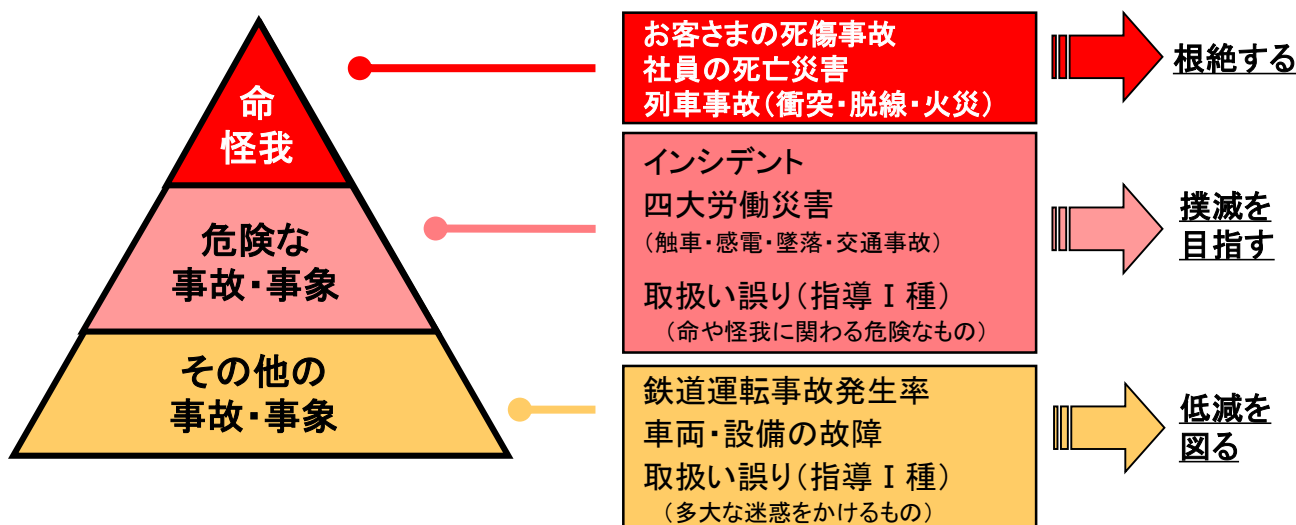 命
怪我
お客さまの死傷事故
社員の死亡災害
列車事故(衝突・脱線・火災)
根絶する
危険な
事故・事象
インシデント
四大労働災害
(触車・感電・墜落・交通事故)
取扱い誤り(指導Ⅰ種)
(命や怪我に関わる危険なもの)
撲滅を
目指す
その他の
事故・事象
鉄道運転事故発生率
車両・設備の故障
取扱い誤り(指導Ⅰ種)
(多大な迷惑をかけるもの)
低減を
図る